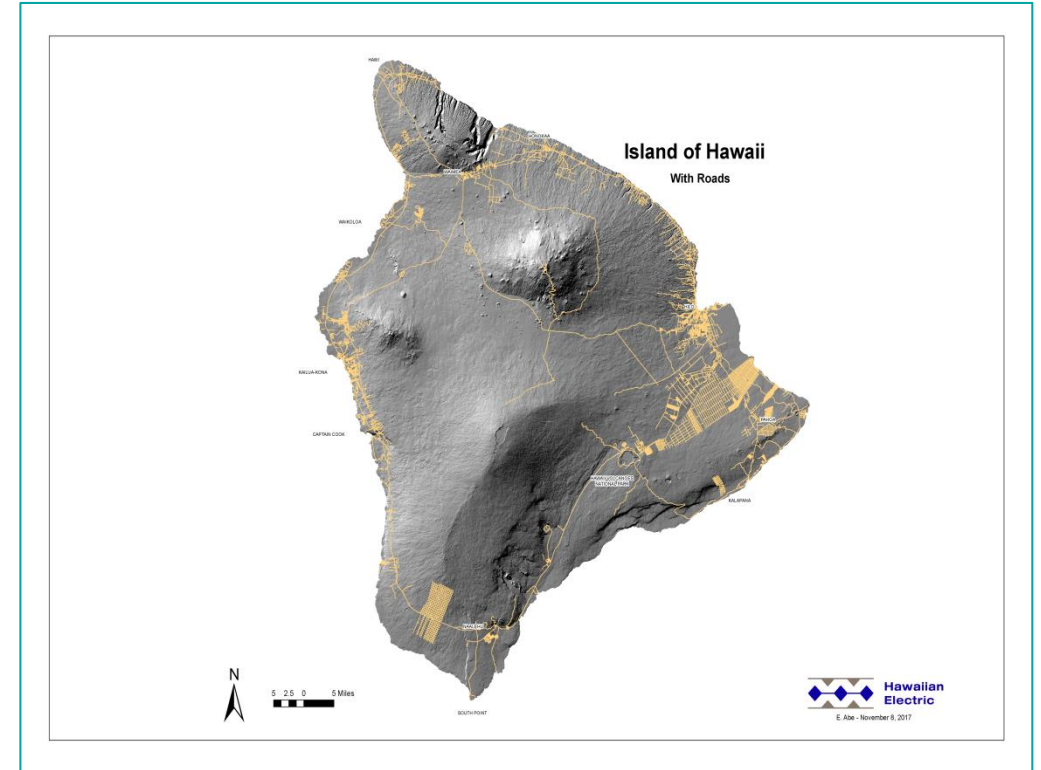 HAWI
HONOKAA
Island of Hawaii
With Roads
WAIMEA
WAIKOLOA
HILO
KAILUA-KONA
PAHOA
CAPTAIN COOK
HAWAII VOLCANOES
NATIONAL PARK
KALAPANA
NAALEHU
N
5 2.5 0 5 Miles
SOUTH POINT
Hawaiian
Electric
E. Abe - November 8, 2017